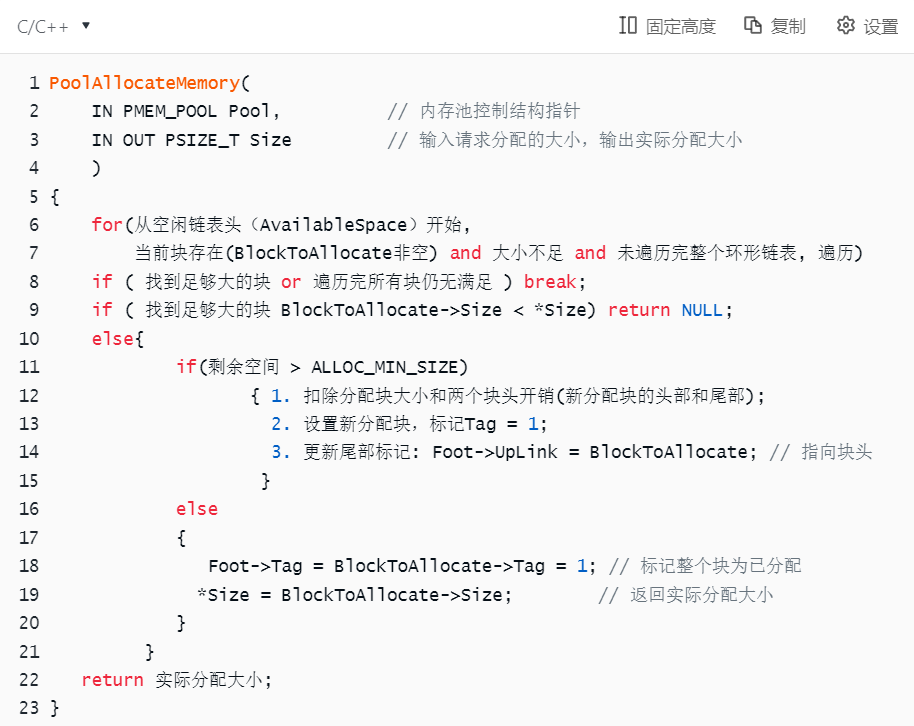 C/C++ ▼ 固定高度 复制 设置
1 PoolAllocateMemory(
2 IN PMEM_POOL Pool, // 内存池控制结构指针
3 IN OUT PSIZE_T Size // 输入请求分配的大小，输出实际分配大小
4 )
5 {
6 for(从空闲链表头（AvailableSpace）开始，
7 当前块存在(BlockToAllocate非空) and 大小不足 and 未遍历完整个环形链表，遍历)
8 if ( 找到足够大的块 or 遍历完所有块仍无满足 ) break;
9 if ( 找到足够大的块 BlockToAllocate->Size < *Size) return NULL;
10 else{
11 if(剩余空间 > ALLOC_MIN_SIZE)
12 { 1. 扣除分配块大小和两个块头开销(新分配块的头部和尾部);
13 2. 设置新分配块，标记Tag = 1;
14 3. 更新尾部标记: Foot->UpLink = BlockToAllocate; // 指向块头
15 }
16 else
17 {
18 Foot->Tag = BlockToAllocate->Tag = 1; // 标记整个块为已分配
19 *Size = BlockToAllocate->Size; // 返回实际分配大小
20 }
21 }
22 return 实际分配大小;
23 }